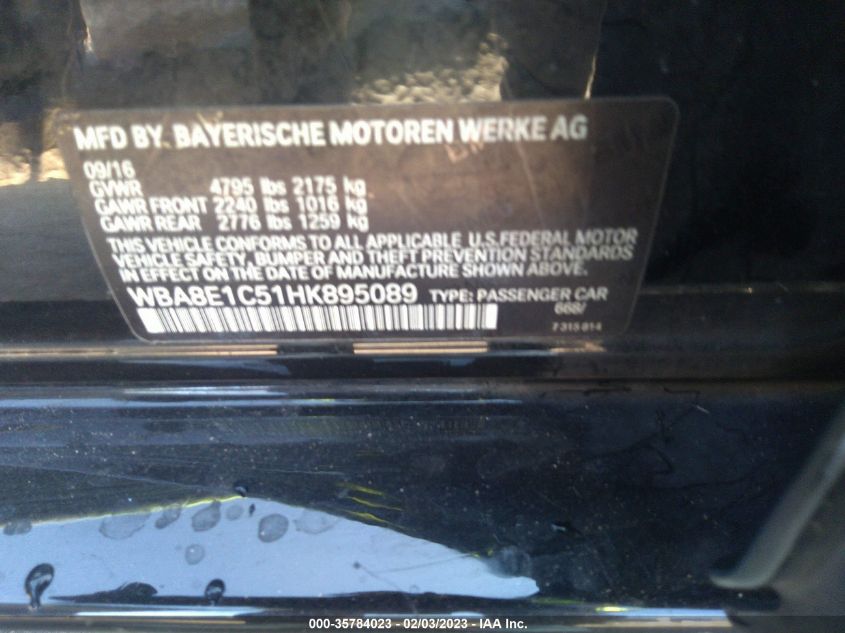 MFD BY. BAYERISCHE MOTOREN WERKE AG
09/16
GVWR 4795 lbs 2175 kg
GAWR FRONT 2240 lbs 1016 kg
GAWR REAR 2776 lbs 1259 kg
THIS VEHICLE CONFORMS TO ALL APPLICABLE U.S. FEDERAL MOTOR
VEHICLE SAFETY, BUMPER AND THEFT PREVENTION STANDARDS
IN EFFECT ON THE DATE OF MANUFACTURE SHOWN ABOVE.
WBA8E1C51HK895089 TYPE: PASSENGER CAR
668/
7 315 814
000-35784023 - 02/03/2023 - IAA Inc.